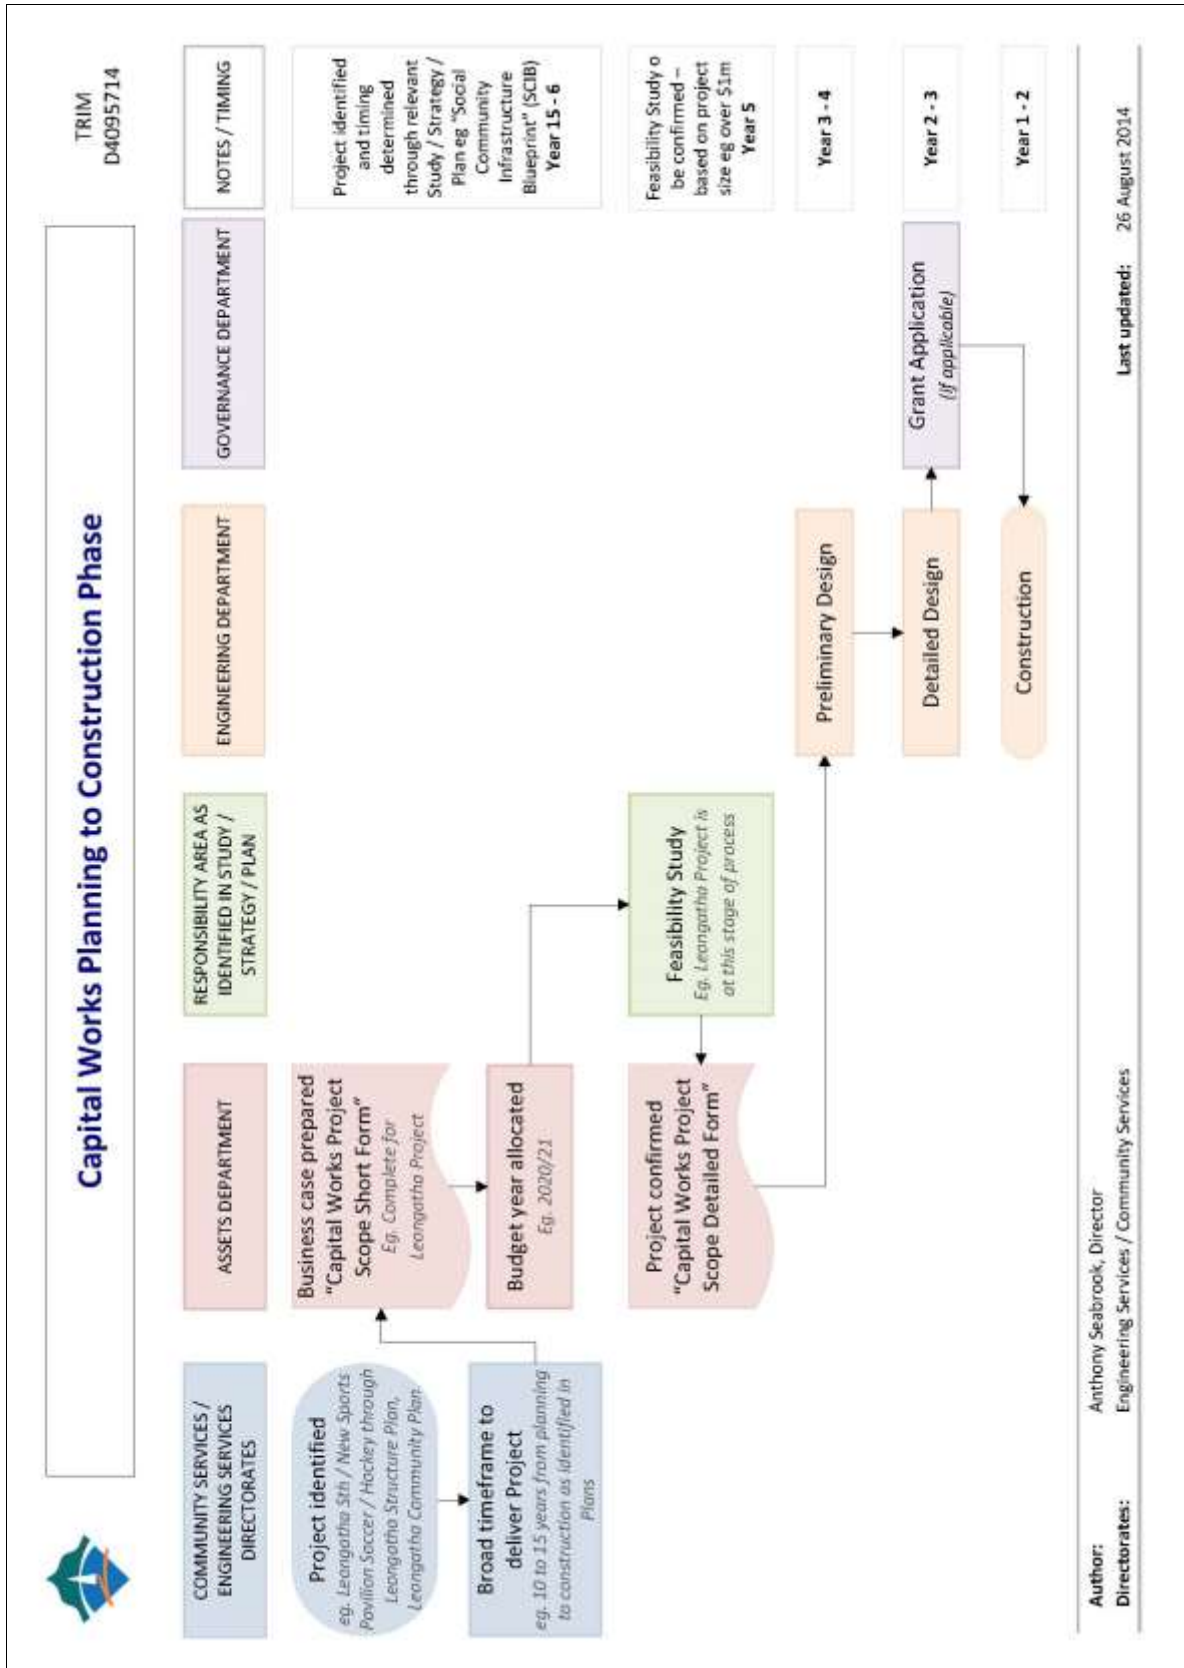 Capital Works Planning to Construction Phase
TRIM
D4095714
COMMUNITY SERVICES /
ENGINEERING SERVICES
DIRECTORATES
ASSETS DEPARTMENT
RESPONSIBILITY AREA AS
IDENTIFIED IN STUDY /
STRATEGY / PLAN
ENGINEERING DEPARTMENT
GOVERNANCE DEPARTMENT
NOTES / TIMING
Project identified
eg. Leongatha Sth / New Sports
Pavilion Soccer / Hockey through
Leongatha Structure Plan,
Leongatha Community Plan.
Business case prepared
"Capital Works Project
Scope Short Form"
Eg. Complete for
Leongatha Project
Project identified
and timing
determined
through relevant
Study / Strategy /
Plan eg "Social
Community
Infrastructure
Blueprint" (SCIB)
Year 15 - 6
Broad timeframe to
deliver Project
eg. 10 to 15 years from planning
to construction as identified in
Plans
Budget year allocated
Eg. 2020/21
Project confirmed
"Capital Works Project
Scope Detailed Form"
Feasibility Study
Eg. Leongatha Project is
at this stage of process
Feasibility Study o
be confirmed –
based on project
size eg over $1m
Year 5
Preliminary Design
Year 3 - 4
Detailed Design
Grant Application
(if applicable)
Year 2 - 3
Construction
Year 1 - 2
Author: Anthony Seabrook, Director
Directorates: Engineering Services / Community Services
Last updated: 26 August 2014